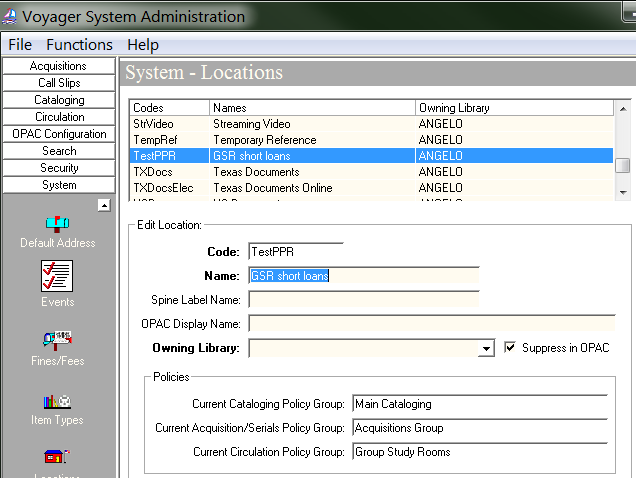 Voyager System Administration
File Functions Help
Acquisitions
Call Slips
Cataloging
Circulation
OPAC Configuration
Search
Security
System
Default Address
Events
Fines/Fees
Item Types
System - Locations
Codes Names Owning Library
StrVideo Streaming Video ANGELO
TempRef Temporary Reference ANGELO
TestPPR GSR short loans ANGELO
TXDocs Texas Documents ANGELO
TXDocsElec Texas Documents Online ANGELO
Edit Location:
Code: TestPPR
Name: GSR short loans
Spine Label Name:
OPAC Display Name:
Owning Library: Suppress in OPAC
Policies
Current Cataloging Policy Group: Main Cataloging
Current Acquisition/Serials Policy Group: Acquisitions Group
Current Circulation Policy Group: Group Study Rooms